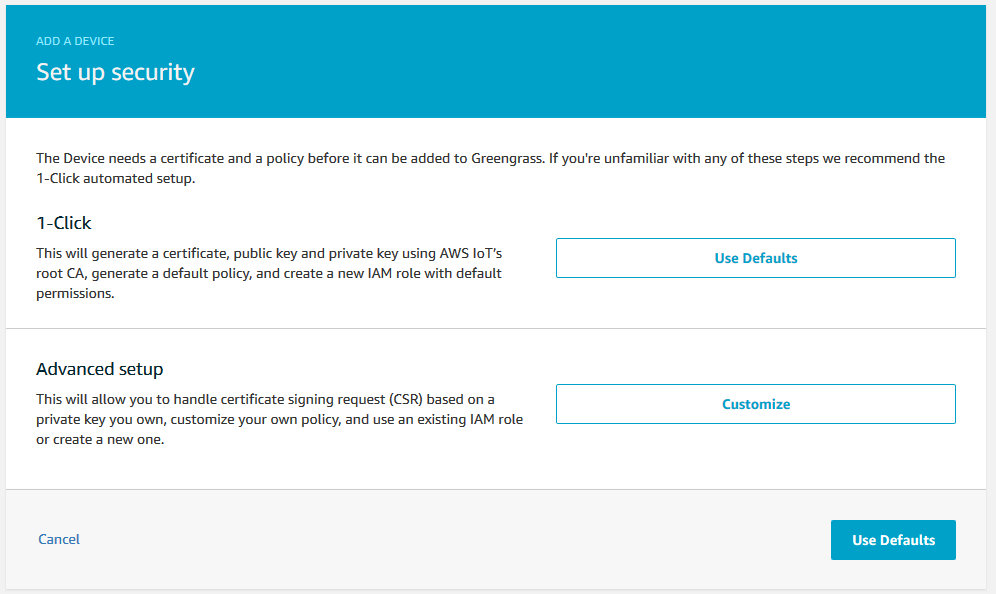 ADD A DEVICE
Set up security
The Device needs a certificate and a policy before it can be added to Greengrass. If you're unfamiliar with any of these steps we recommend the
1-Click automated setup.
1-Click
This will generate a certificate, public key and private key using AWS IoT’s
root CA, generate a default policy, and create a new IAM role with default
permissions.
Use Defaults
Advanced setup
This will allow you to handle certificate signing request (CSR) based on a
private key you own, customize your own policy, and use an existing IAM role
or create a new one.
Customize
Cancel
Use Defaults